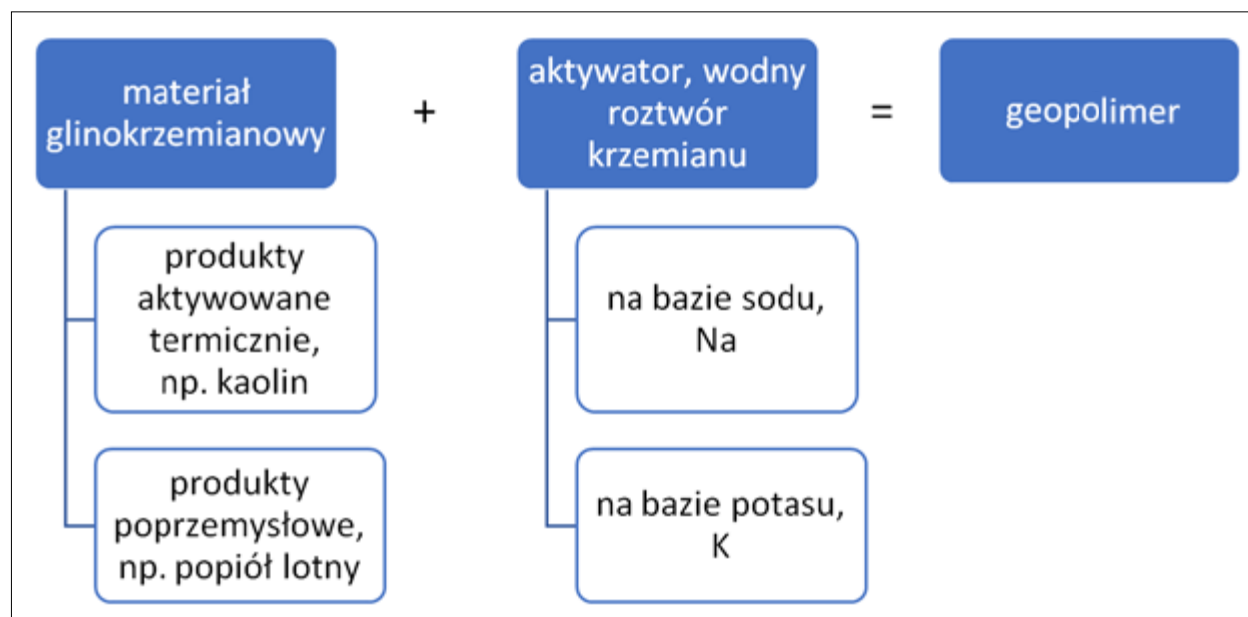 materiał
glinokrzemianowy
+
aktywator, wodny
roztwór
krzemianu
=
geopolimer
produkty
aktywowane
termicznie,
np. kaolin
na bazie sodu,
Na
produkty
poprzemysłowe,
np. popiół lotny
na bazie potasu,
K